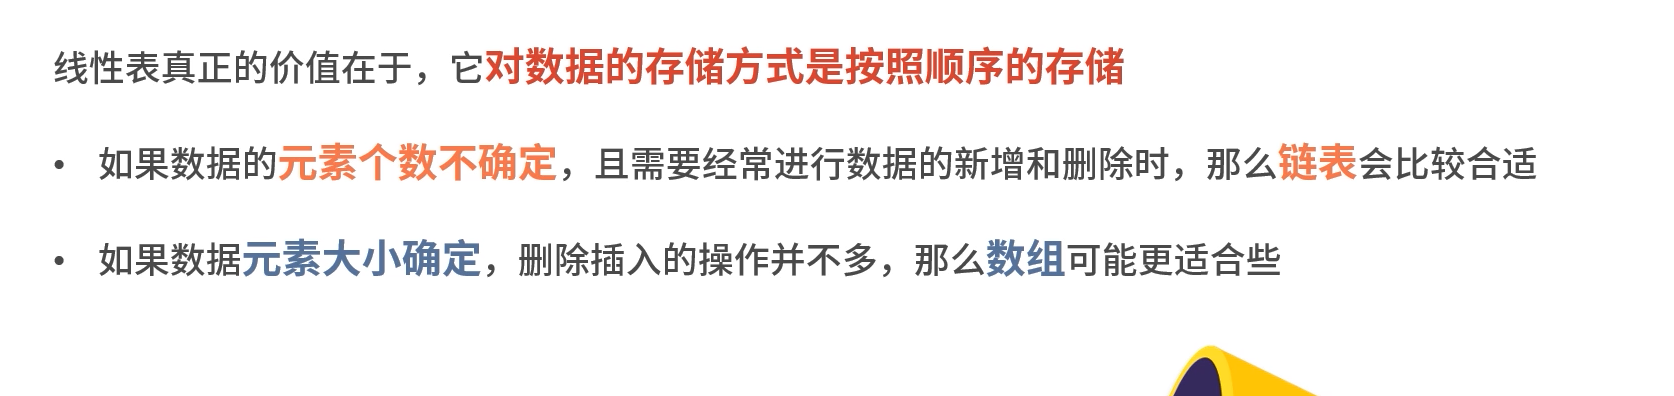 线性表真正的价值在于，它对数据的存储方式是按照顺序的存储
• 如果数据的元素个数不确定，且需要经常进行数据的新增和删除时，那么链表会比较合适
• 如果数据元素大小确定，删除插入的操作并不多，那么数组可能更适合些